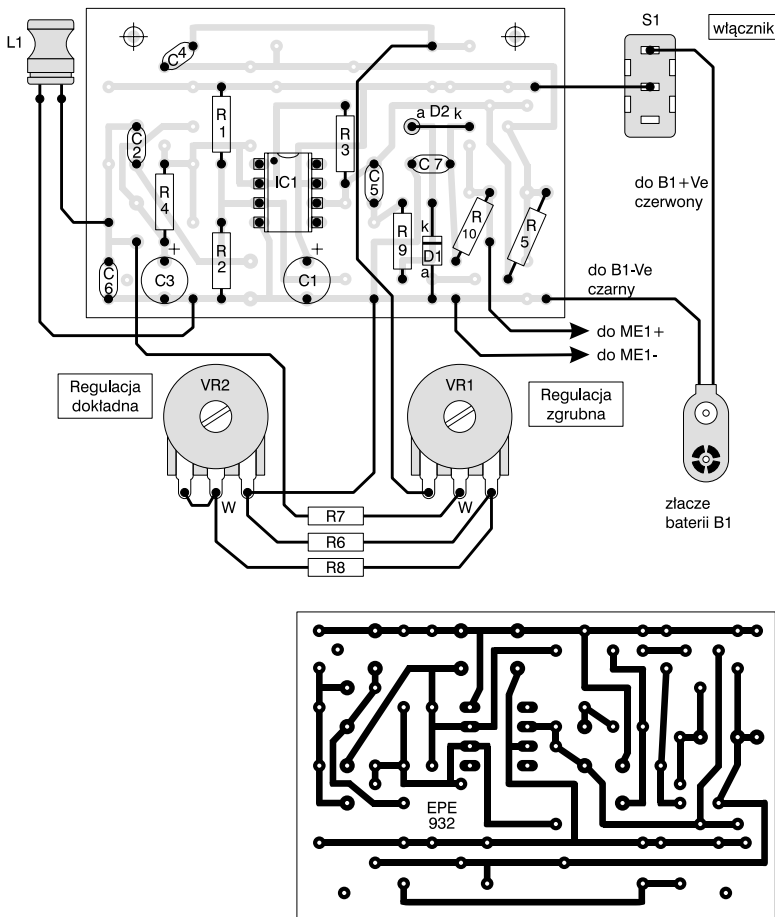 L1
S1
włącznik
C4
R1
R3
a D2 k
C2
C7
IC1
C5
R4
R2
R9
k
D1
a
R10
R5
do B1+Ve
czerwony
+
+
C6
C3
C1
do B1-Ve
czarny
do ME1+
do ME1-
Regulacja
dokładna
VR2
VR1
Regulacja
zgrubna
W
W
R7
R6
R8
złacze
baterii B1
EPE
932